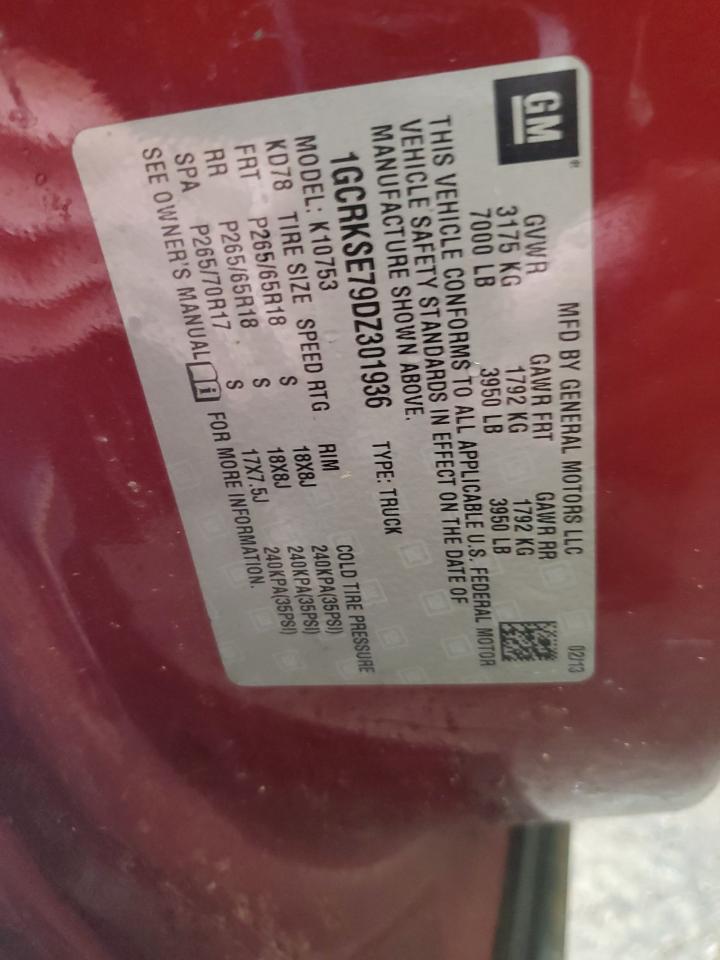 GM®
MFD BY GENERAL MOTORS LLC 02/13
GVWR GAWR FRT GAWR RR
3175 KG 1792 KG 1792 KG
7000 LB 3950 LB 3950 LB
THIS VEHICLE CONFORMS TO ALL APPLICABLE U.S. FEDERAL MOTOR
VEHICLE SAFETY STANDARDS IN EFFECT ON THE DATE OF
MANUFACTURE SHOWN ABOVE.
1GCRKSE79DZ301936 TYPE: TRUCK
MODEL: K10753
KD78 TIRE SIZE SPEED RTG RIM COLD TIRE PRESSURE
FRT P265/65R18 S 18X8J 240KPA(35PSI)
RR P265/65R18 S 18X8J 240KPA(35PSI)
SPA P265/70R17 S 17X7.5J 240KPA(35PSI)
SEE OWNER'S MANUAL FOR MORE INFORMATION.